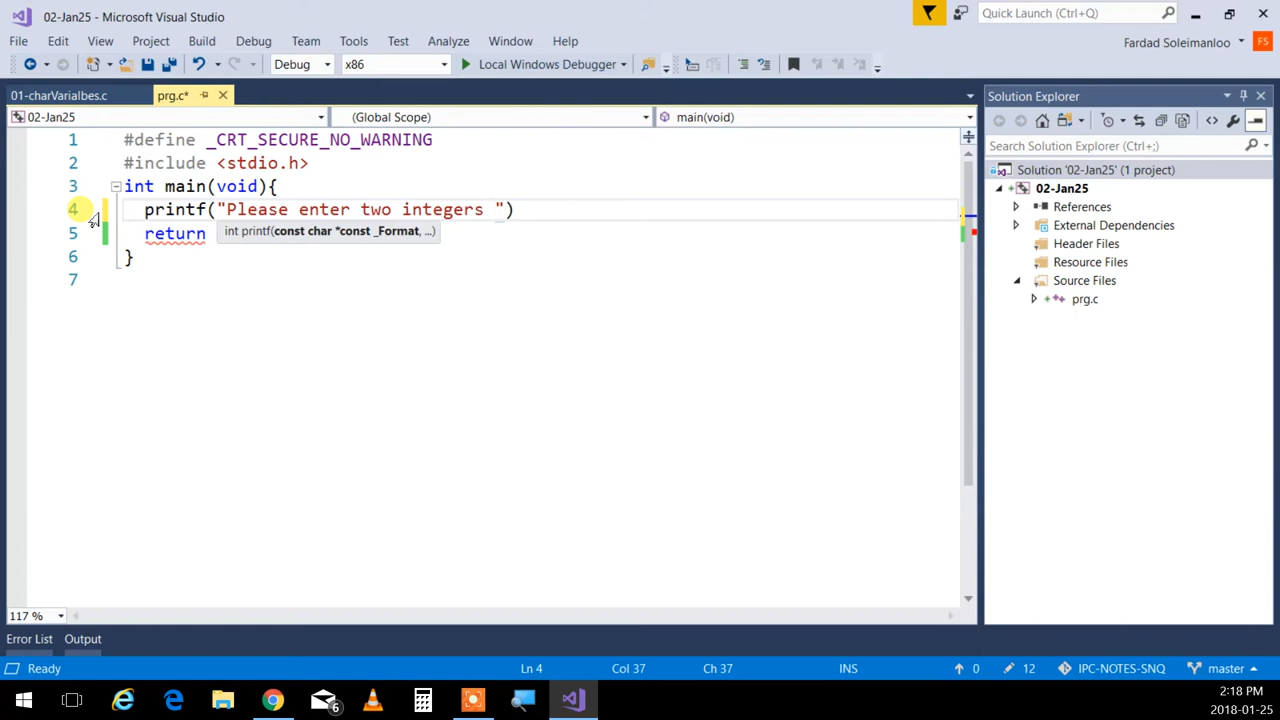 02-Jan25 - Microsoft Visual Studio
Quick Launch (Ctrl+Q)
File Edit View Project Build Debug Team Tools Test Analyze Window Help
Fardad Soleimanloo FS
Debug x86 Local Windows Debugger
01-charVarialbes.c prg.c*
Solution Explorer
02-Jan25 (Global Scope) main(void)
Search Solution Explorer (Ctrl+;)
Solution '02-Jan25' (1 project)
02-Jan25
References
External Dependencies
Header Files
Resource Files
Source Files
prg.c
1 #define _CRT_SECURE_NO_WARNING
2 #include <stdio.h>
3 int main(void){
4 printf("Please enter two integers ")
5 return int printf(const char *const _Format, ...)
6 }
7
117 %
Error List Output
Ready Ln 4 Col 37 Ch 37 INS 0 12 IPC-NOTES-SNQ master
6
2:18 PM
2018-01-25